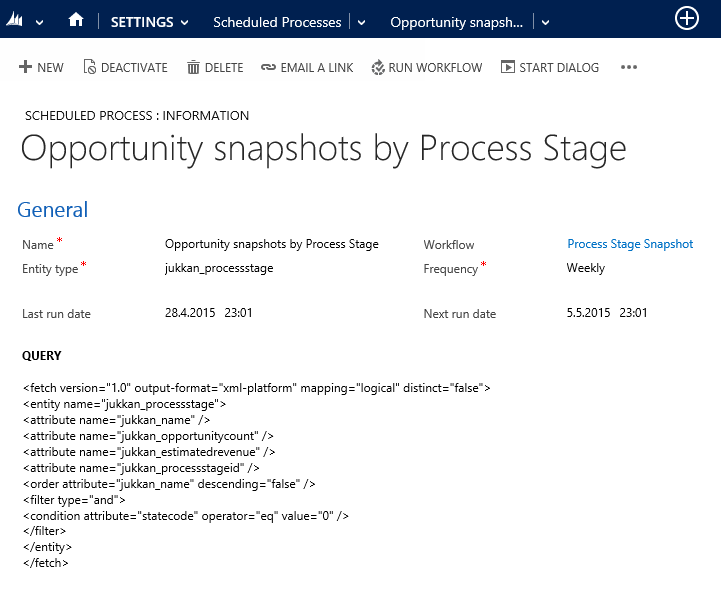 SETTINGS Scheduled Processes Opportunity snapsh...
NEW DEACTIVATE DELETE EMAIL A LINK RUN WORKFLOW START DIALOG
SCHEDULED PROCESS : INFORMATION
Opportunity snapshots by Process Stage
General
Name * Opportunity snapshots by Process Stage Workflow Process Stage Snapshot
Entity type * jukkan_processstage Frequency * Weekly
Last run date 28.4.2015 23:01 Next run date 5.5.2015 23:01
QUERY
<fetch version="1.0" output-format="xml-platform" mapping="logical" distinct="false">
<entity name="jukkan_processstage">
<attribute name="jukkan_name" />
<attribute name="jukkan_opportunitycount" />
<attribute name="jukkan_estimatedrevenue" />
<attribute name="jukkan_processstageid" />
<order attribute="jukkan_name" descending="false" />
<filter type="and">
<condition attribute="statecode" operator="eq" value="0" />
</filter>
</entity>
</fetch>